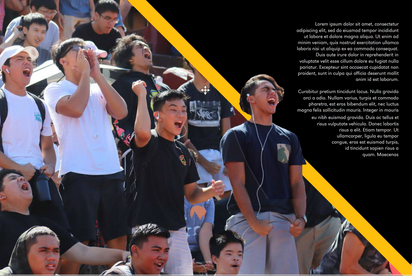 Lorem ipsum dolor sit amet, consectetur
adipiscing elit, sed do eiusmod tempor incididunt
ut labore et dolore magna aliqua. Ut enim ad
minim veniam, quis nostrud exercitation ullamco
laboris nisi ut aliquip ex ea commodo consequat.
Duis aute irure dolor in reprehenderit in
voluptate velit esse cillum dolore eu fugiat nulla
pariatur. Excepteur sint occaecat cupidatat non
proident, sunt in culpa qui officia deserunt mollit
anim id est laborum.
Curabitur pretium tincidunt lacus. Nulla gravida
orci a odio. Nullam varius, turpis et commodo
pharetra, est eros bibendum elit, nec luctus
magna felis sollicitudin mauris. Integer in mauris
eu nibh euismod gravida. Duis ac tellus et
risus vulputate vehicula. Donec lobortis
risus a elit. Etiam tempor. Ut
ullamcorper, ligula eu tempor
congue, eros est euismod turpis,
id tincidunt sapien risus a
quam. Maecenas